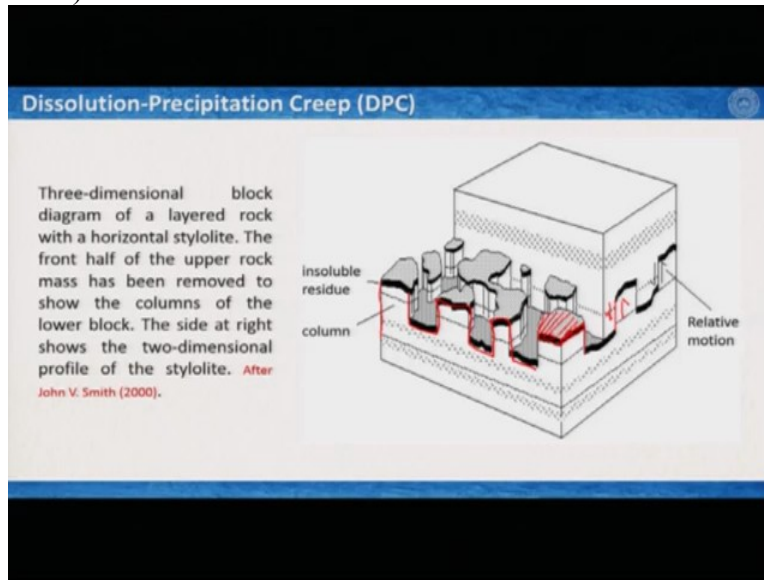 Dissolution-Precipitation Creep (DPC)
Three-dimensional block
diagram of a layered rock
with a horizontal stylolite. The
front half of the upper rock
mass has been removed to
show the columns of the
lower block. The side at right
shows the two-dimensional
profile of the stylolite. After
John V. Smith (2000).
insoluble
residue
column
Relative
motion